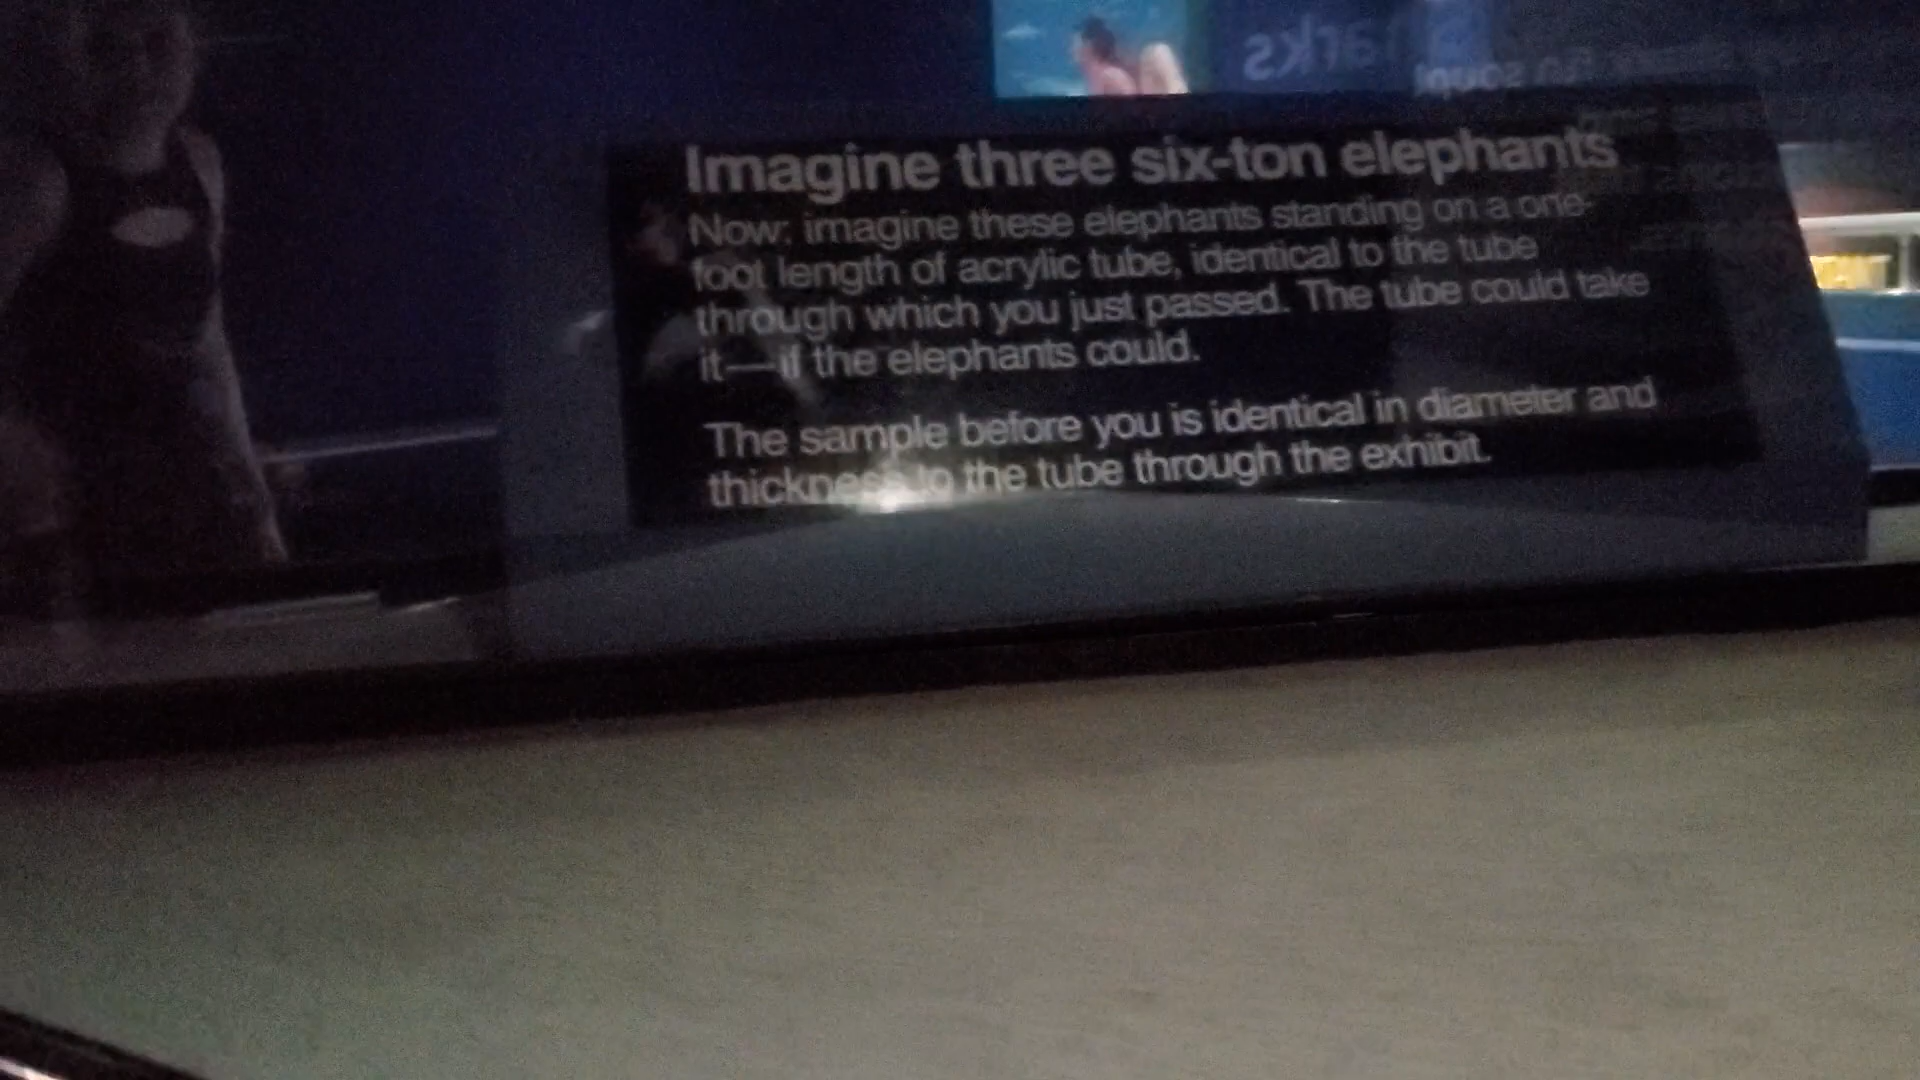 Imagine three six-ton elephants
Now, imagine these elephants standing on a one-
foot length of acrylic tube, identical to the tube
through which you just passed. The tube could take
it—if the elephants could.
The sample before you is identical in diameter and
thickness to the tube through the exhibit.